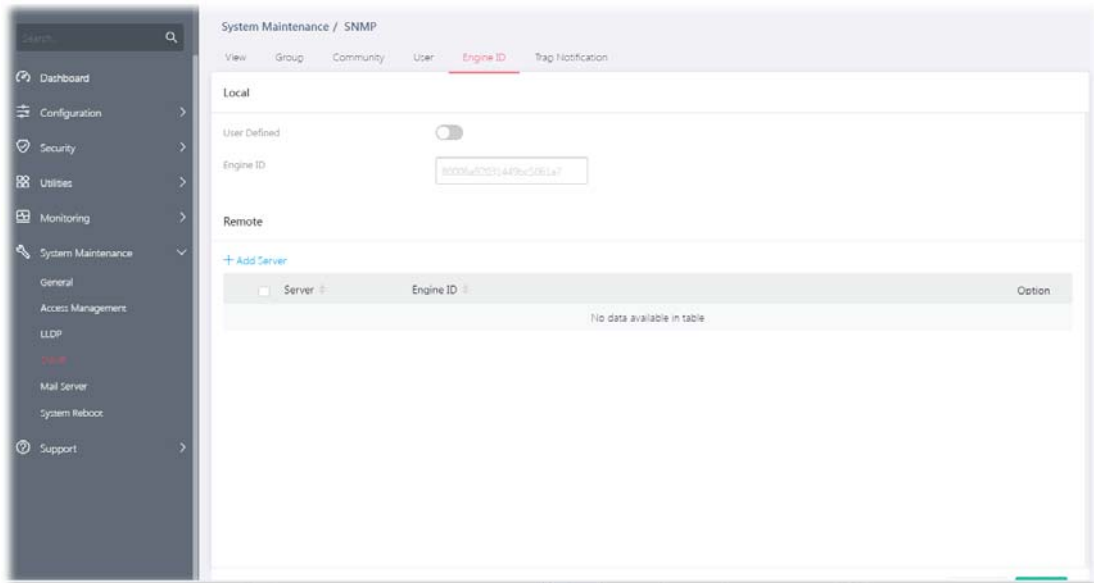 Search...
Dashboard
Configuration
Security
Utilities
Monitoring
System Maintenance
General
Access Management
LLDP
Mail Server
System Reboot
Support
System Maintenance / SNMP
View Group Community User Engine ID Trap Notification
Local
User Defined
Engine ID
Remote
+ Add Server
Server Engine ID Option
No data available in table